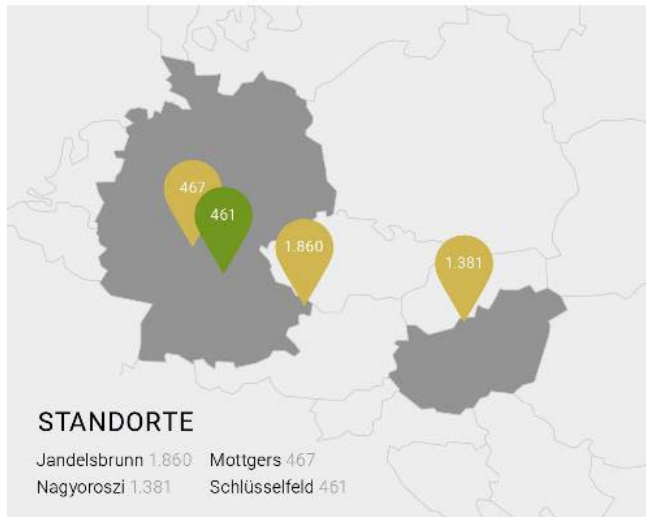 467
461
1.860
1.381
STANDORTE
Jandelsbrunn 1.860 Mottgers 467
Nagyoroszi 1.381 Schlüsselfeld 461